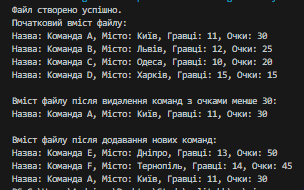 Файл створено успішно.
Початковий вміст файлу:
Назва: Команда A, Місто: Київ, Гравці: 11, Очки: 30
Назва: Команда B, Місто: Львів, Гравці: 12, Очки: 25
Назва: Команда C, Місто: Одеса, Гравці: 10, Очки: 20
Назва: Команда D, Місто: Харків, Гравці: 15, Очки: 15
Вміст файлу після видалення команд з очками менше 30:
Назва: Команда A, Місто: Київ, Гравці: 11, Очки: 30
Вміст файлу після додавання нових команд:
Назва: Команда E, Місто: Дніпро, Гравці: 13, Очки: 50
Назва: Команда F, Місто: Тернопіль, Гравці: 14, Очки: 45
Назва: Команда A, Місто: Київ, Гравці: 11, Очки: 30